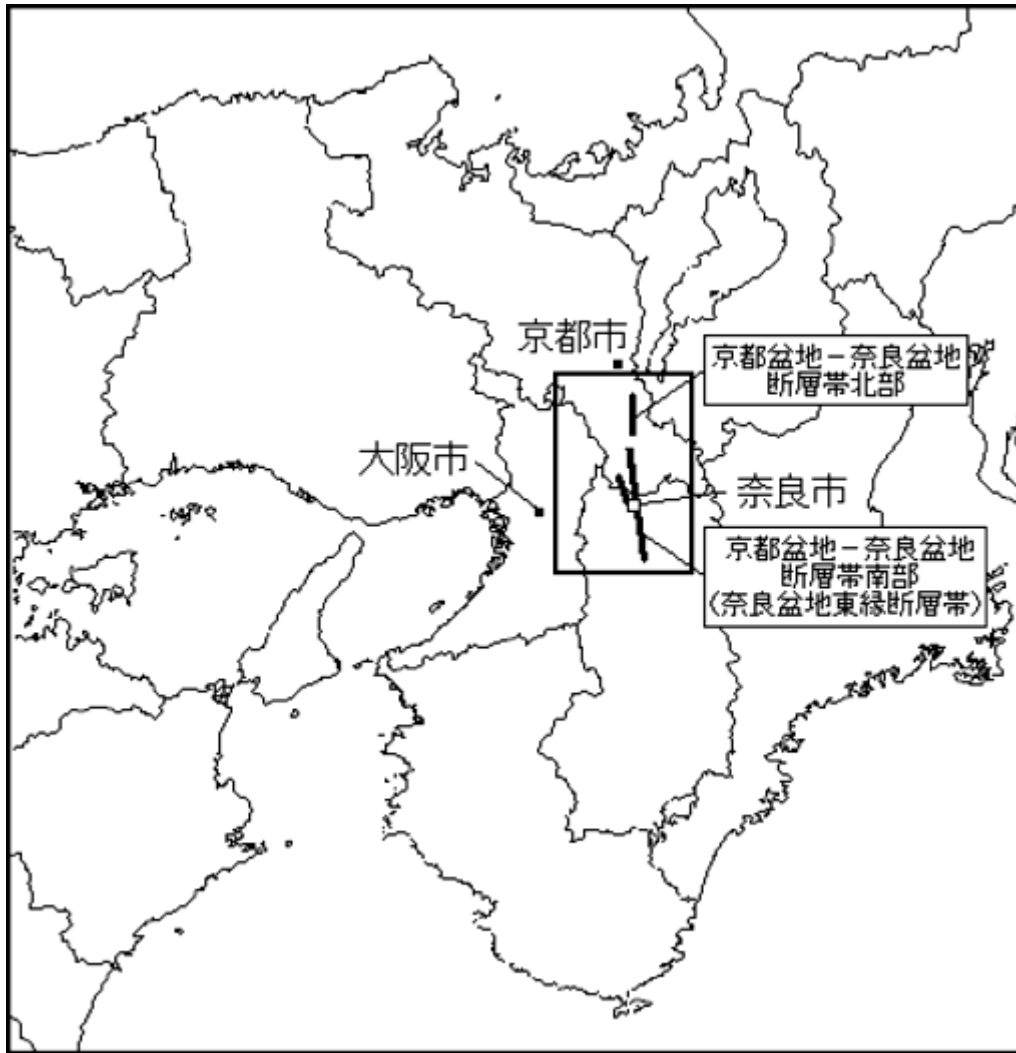 京都市
京都盆地－奈良盆地
断層帯北部
大阪市
奈良市
京都盆地－奈良盆地
断層帯南部
(奈良盆地東縁断層帯)